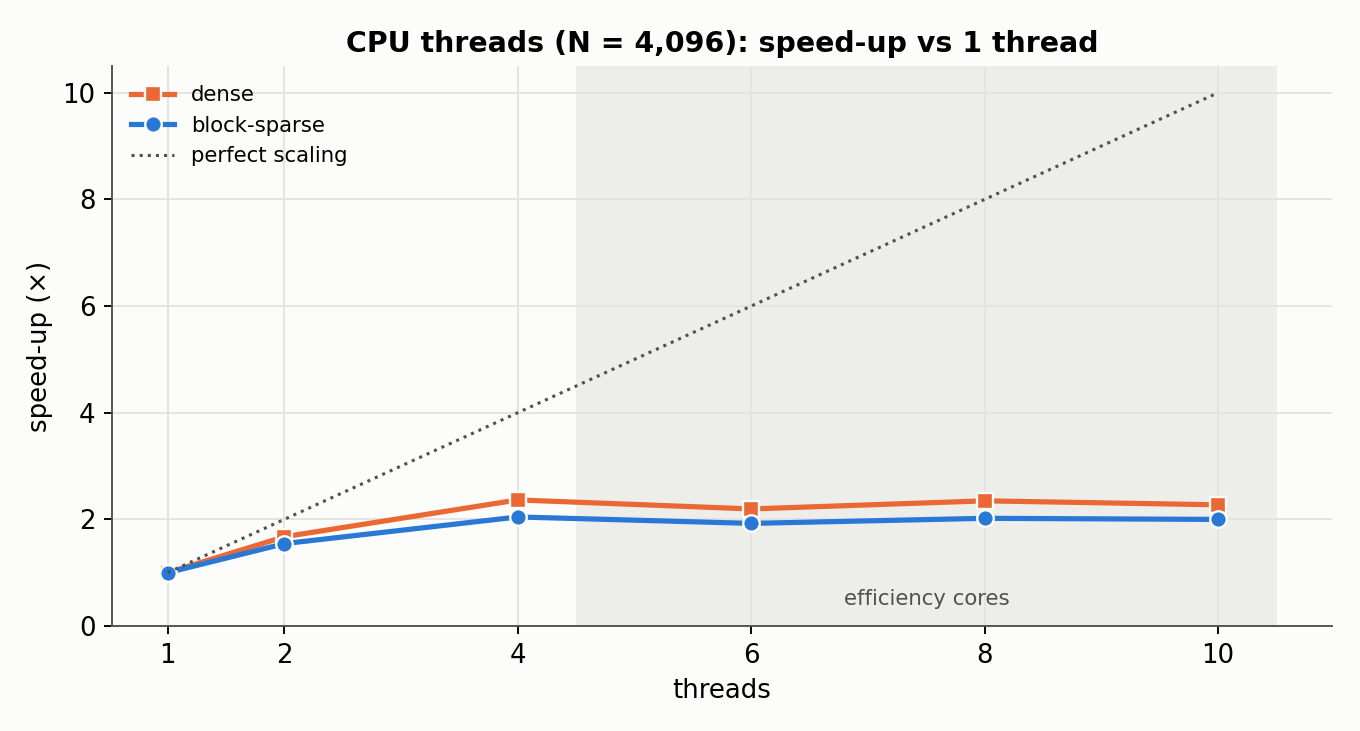 CPU threads (N = 4,096): speed-up vs 1 thread
dense
block-sparse
perfect scaling
10
8
6
4
2
0
speed-up (×)
efficiency cores
1 2 4 6 8 10
threads